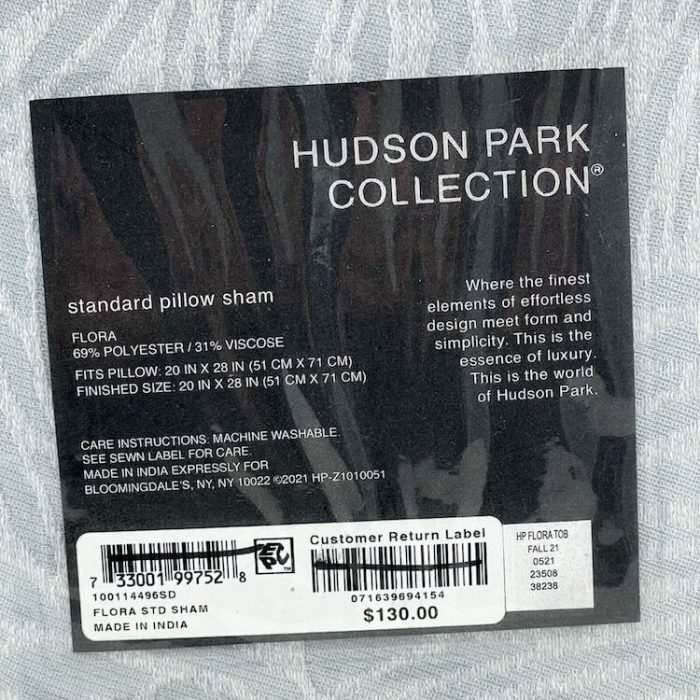 HUDSON PARK
COLLECTION®
standard pillow sham
FLORA
69% POLYESTER / 31% VISCOSE
FITS PILLOW: 20 IN X 28 IN (51 CM X 71 CM)
FINISHED SIZE: 20 IN X 28 IN (51 CM X 71 CM)
Where the finest
elements of effortless
design meet form and
simplicity. This is the
essence of luxury.
This is the world
of Hudson Park.
CARE INSTRUCTIONS: MACHINE WASHABLE.
SEE SEWN LABEL FOR CARE.
MADE IN INDIA EXPRESSLY FOR
BLOOMINGDALE'S, NY, NY 10022 ©2021 HP-Z1010051
7 33001 99752 8
100114496SD
FLORA STD SHAM
MADE IN INDIA
EPC™
Customer Return Label
071639694154
$130.00
HP FLORATOB
FALL 21
0521
23508
38238